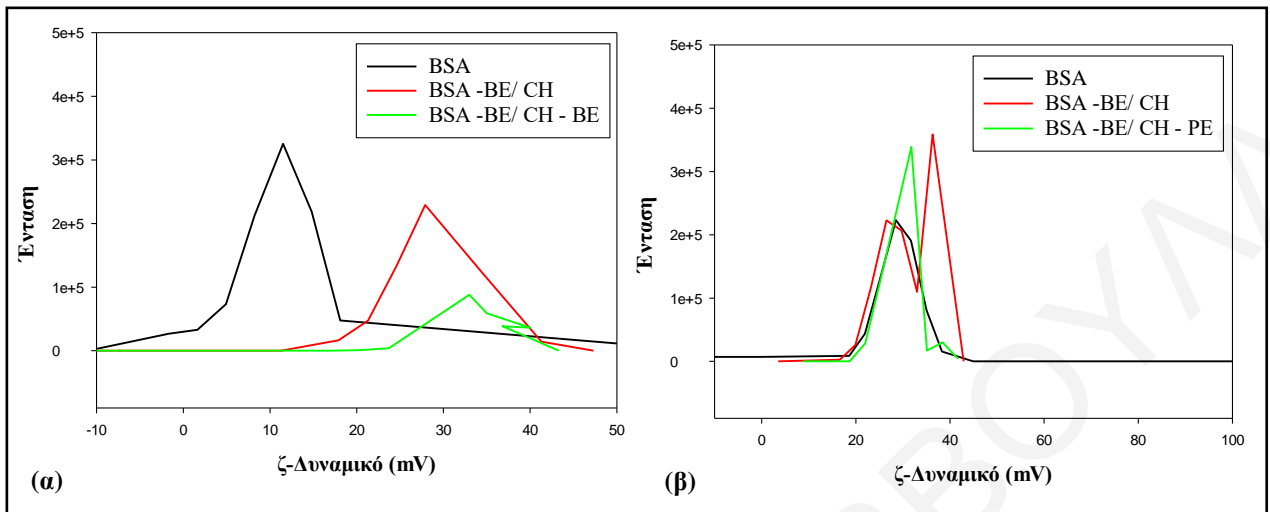 5e+5
4e+5
3e+5
2e+5
1e+5
0
Ένταση
BSA
BSA -BE/ CH
BSA -BE/ CH - BE
-10 0 10 20 30 40 50
ζ-Δυναμικό (mV)
(α)
5e+5
4e+5
3e+5
2e+5
1e+5
0
Ένταση
BSA
BSA -BE/ CH
BSA -BE/ CH - PE
0 20 40 60 80 100
ζ-Δυναμικό (mV)
(β)